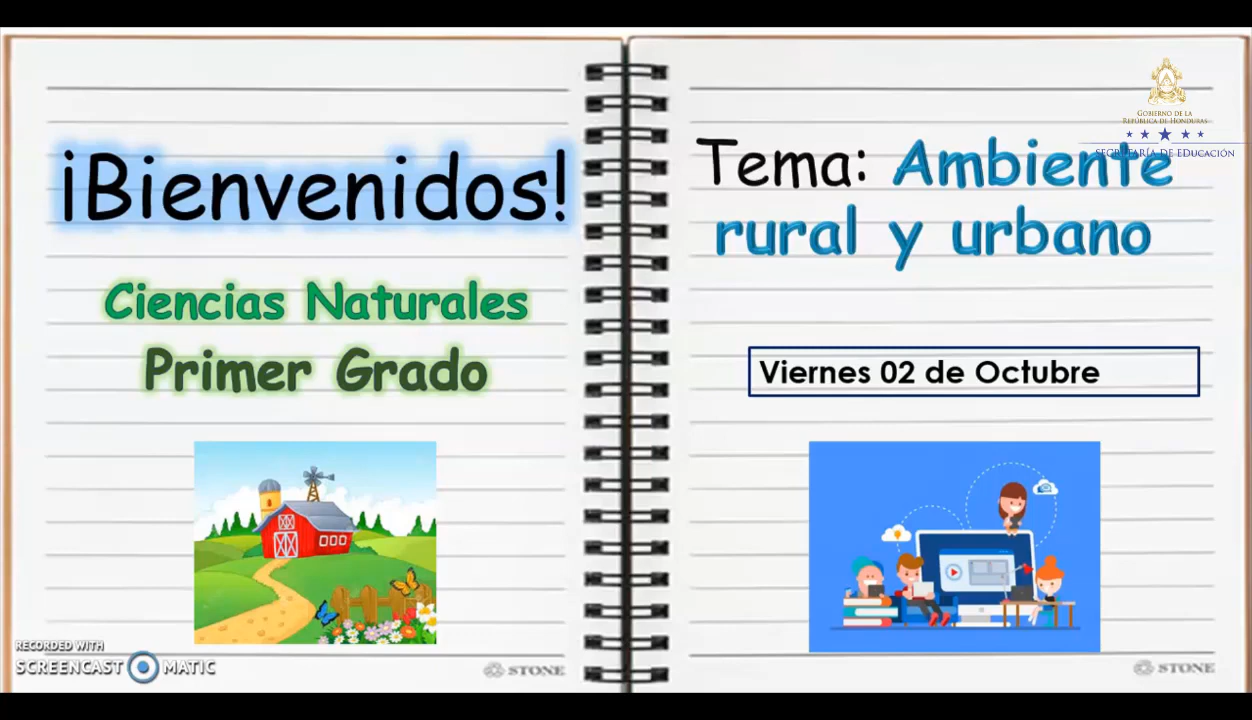 ¡Bienvenidos!
Ciencias Naturales
Primer Grado
RECORDED WITH
SCREENCAST MATIC
STONE
GOBIERNO DE LA
REPÚBLICA DE HONDURAS
SECRETARÍA DE EDUCACIÓN
Tema: Ambiente
rural y urbano
Viernes 02 de Octubre
STONE